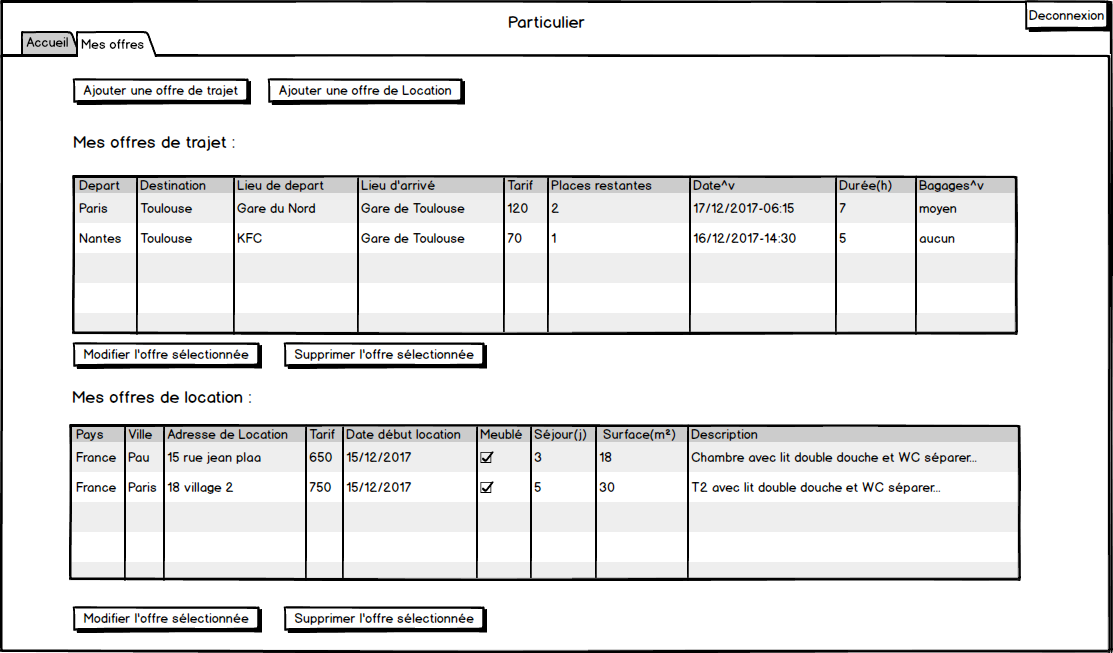 Particulier
Deconnexion
Accueil Mes offres
Ajouter une offre de trajet Ajouter une offre de Location
Mes offres de trajet :
Depart Destination Lieu de depart Lieu d'arrivé Tarif Places restantes Date^v Durée(h) Bagages^v
Paris Toulouse Gare du Nord Gare de Toulouse 120 2 17/12/2017-06:15 7 moyen
Nantes Toulouse KFC Gare de Toulouse 70 1 16/12/2017-14:30 5 aucun
Modifier l'offre sélectionnée Supprimer l'offre sélectionnée
Mes offres de location :
Pays Ville Adresse de Location Tarif Date début location Meublé Séjour(j) Surface(m²) Description
France Pau 15 rue jean plaa 650 15/12/2017 3 18 Chambre avec lit double douche et WC séparer...
France Paris 18 village 2 750 15/12/2017 5 30 T2 avec lit double douche et WC séparer...
Modifier l'offre sélectionnée Supprimer l'offre sélectionnée